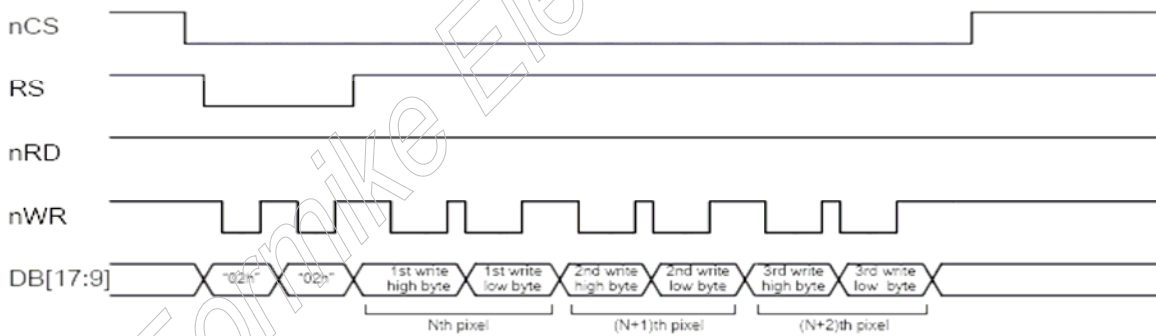 nCS
RS
nRD
nWR
DB[17:9] "02h" "02h" 1st write high byte 1st write low byte 2nd write high byte 2nd write low byte 3rd write high byte 3rd write low byte
Nth pixel (N+1)th pixel (N+2)th pixel
Formike Ele